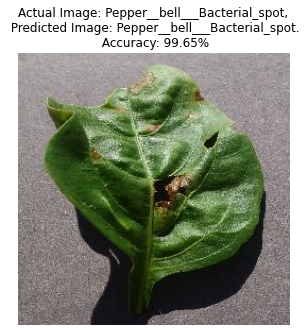 Actual Image: Pepper__bell___Bacterial_spot,
Predicted Image: Pepper__bell___Bacterial_spot.
Accuracy: 99.65%